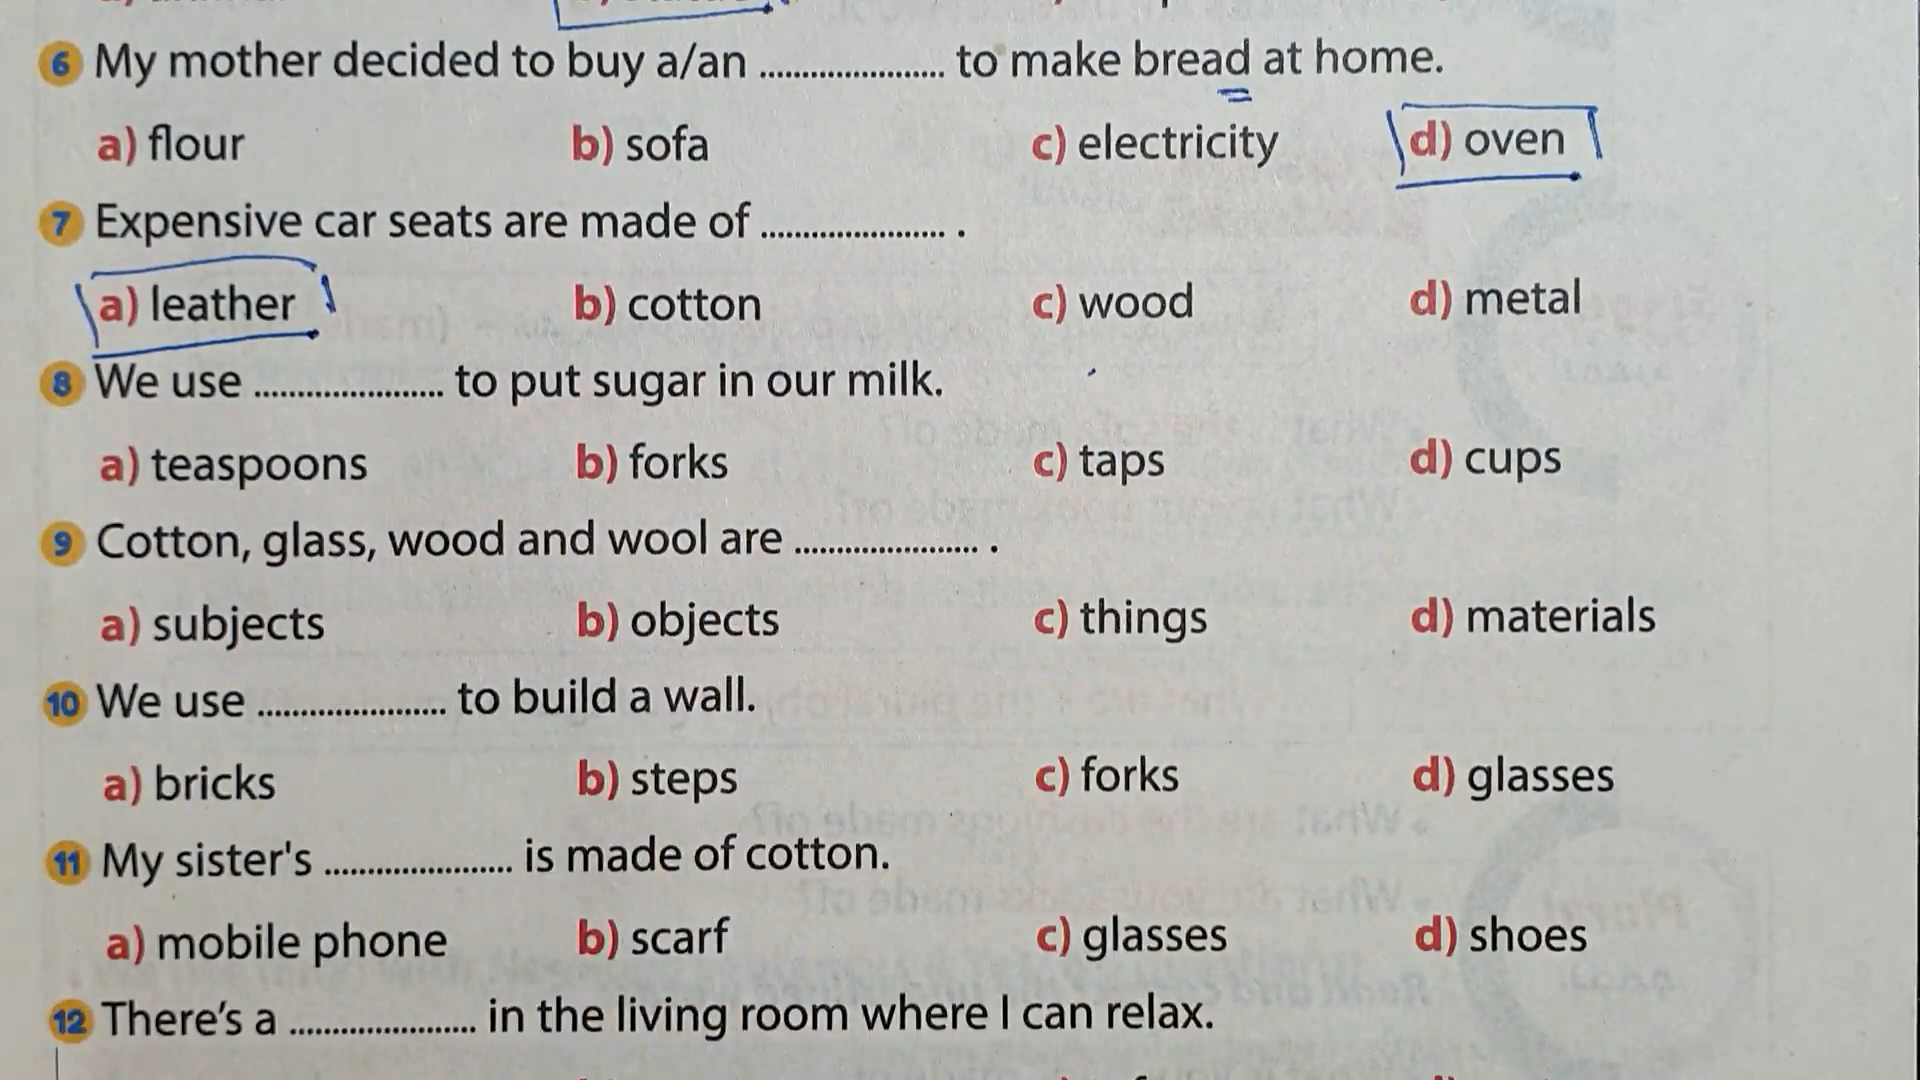 6 My mother decided to buy a/an ...................... to make bread at home.
a) flour b) sofa c) electricity d) oven
7 Expensive car seats are made of ...................... .
a) leather b) cotton c) wood d) metal
8 We use ...................... to put sugar in our milk.
a) teaspoons b) forks c) taps d) cups
9 Cotton, glass, wood and wool are ...................... .
a) subjects b) objects c) things d) materials
10 We use ...................... to build a wall.
a) bricks b) steps c) forks d) glasses
11 My sister's ...................... is made of cotton.
a) mobile phone b) scarf c) glasses d) shoes
12 There's a ...................... in the living room where I can relax.